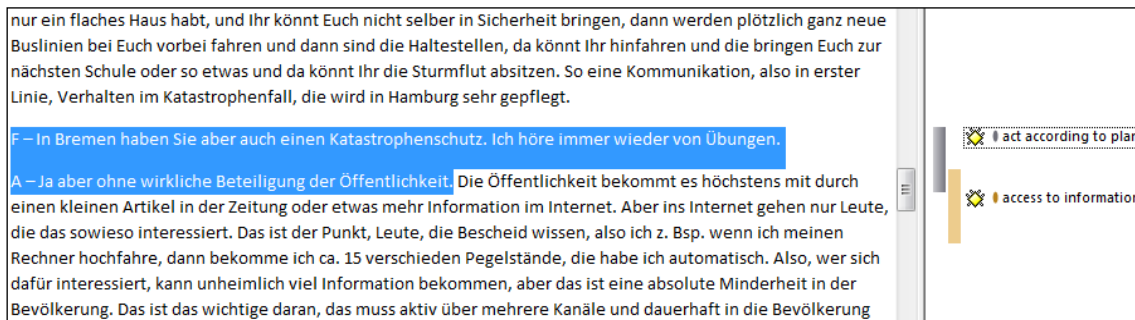 nur ein flaches Haus habt, und Ihr könnt Euch nicht selber in Sicherheit bringen, dann werden plötzlich ganz neue
Buslinien bei Euch vorbei fahren und dann sind die Haltestellen, da könnt Ihr hinfahren und die bringen Euch zur
nächsten Schule oder so etwas und da könnt Ihr die Sturmflut absitzen. So eine Kommunikation, also in erster
Linie, Verhalten im Katastrophenfall, die wird in Hamburg sehr gepflegt.
F – In Bremen haben Sie aber auch einen Katastrophenschutz. Ich höre immer wieder von Übungen.
act according to plan
A – Ja aber ohne wirkliche Beteiligung der Öffentlichkeit. Die Öffentlichkeit bekommt es höchstens mit durch
einen kleinen Artikel in der Zeitung oder etwas mehr Information im Internet. Aber ins Internet gehen nur Leute,
access to information
die das sowieso interessiert. Das ist der Punkt, Leute, die Bescheid wissen, also ich z. Bsp. wenn ich meinen
Rechner hochfahre, dann bekomme ich ca. 15 verschieden Pegelstände, die habe ich automatisch. Also, wer sich
dafür interessiert, kann unheimlich viel Information bekommen, aber das ist eine absolute Minderheit in der
Bevölkerung. Das ist das wichtige daran, das muss aktiv über mehrere Kanäle und dauerhaft in die Bevölkerung